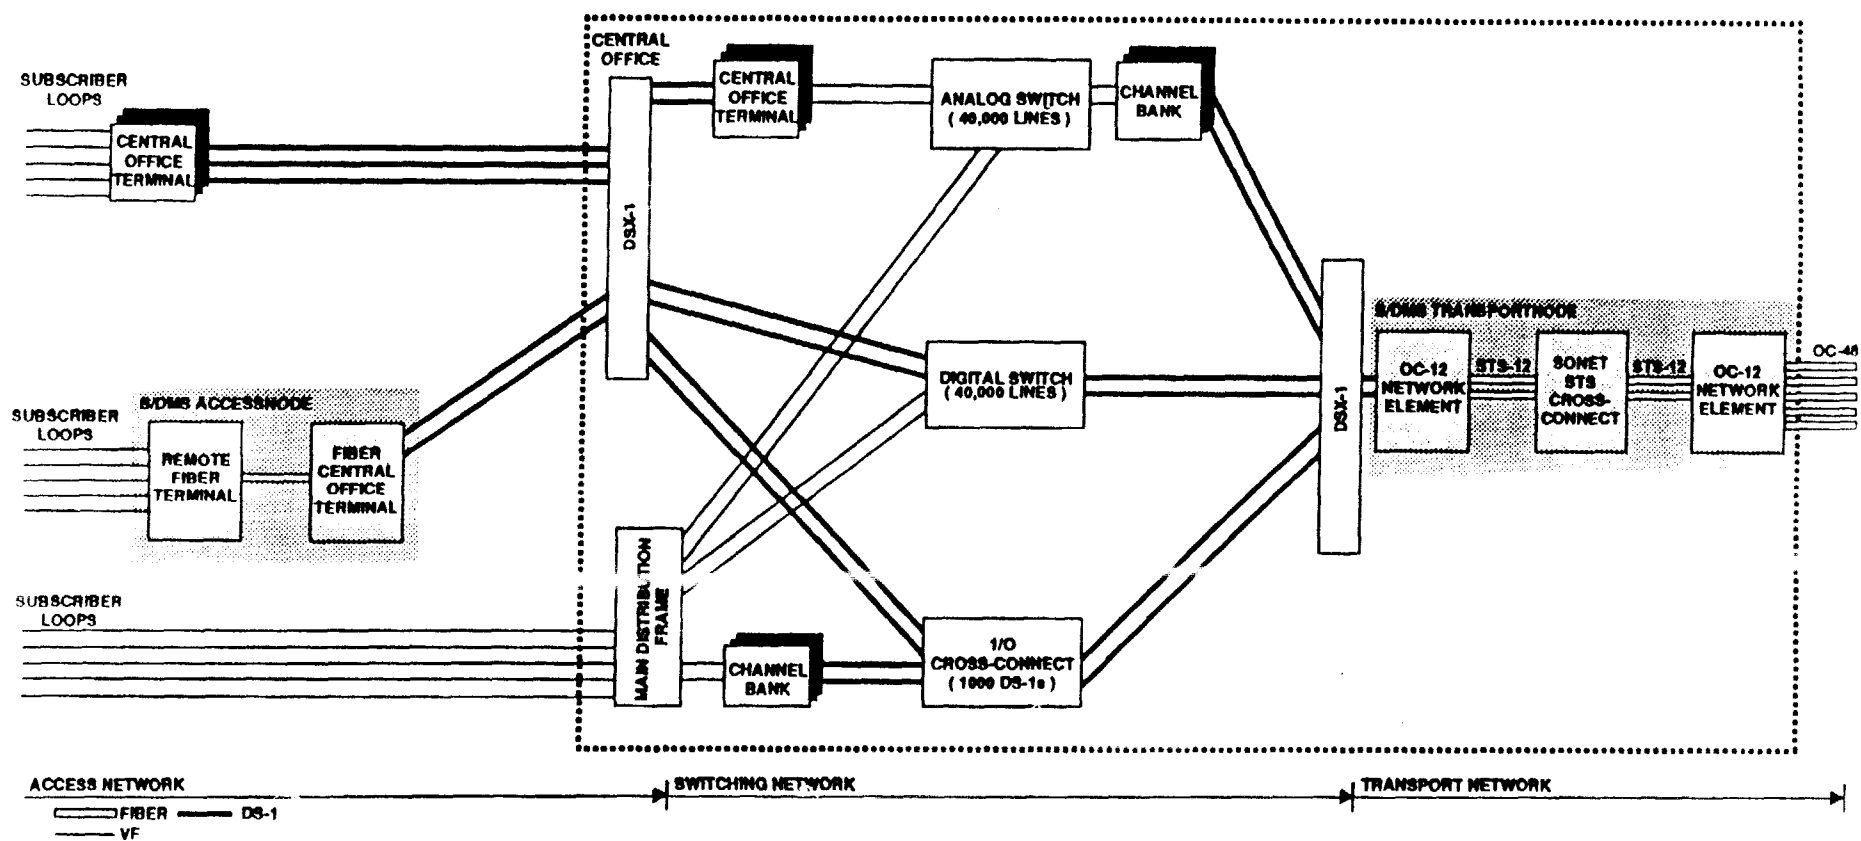 CENTRAL
OFFICE
SUBSCRIBER
LOOPS
CENTRAL
OFFICE
TERMINAL
CENTRAL
OFFICE
TERMINAL
ANALOG SWITCH
( 40,000 LINES )
CHANNEL
BANK
DSX-1
S/DMS TRANSPORTNODE
OC-12
NETWORK
ELEMENT
STS-12
SONET
STS
CROSS-
CONNECT
STS-12
OC-12
NETWORK
ELEMENT
OC-48
DIGITAL SWITCH
( 40,000 LINES )
DSX-1
SUBSCRIBER
LOOPS
S/DMS ACCESSNODE
REMOTE
FIBER
TERMINAL
FIBER
CENTRAL
OFFICE
TERMINAL
SUBSCRIBER
LOOPS
MAIN DISTRIBUTION
FRAME
CHANNEL
BANK
1/0
CROSS-CONNECT
( 1000 DS-1s )
ACCESS NETWORK
SWITCHING NETWORK
TRANSPORT NETWORK
FIBER
DS-1
VF